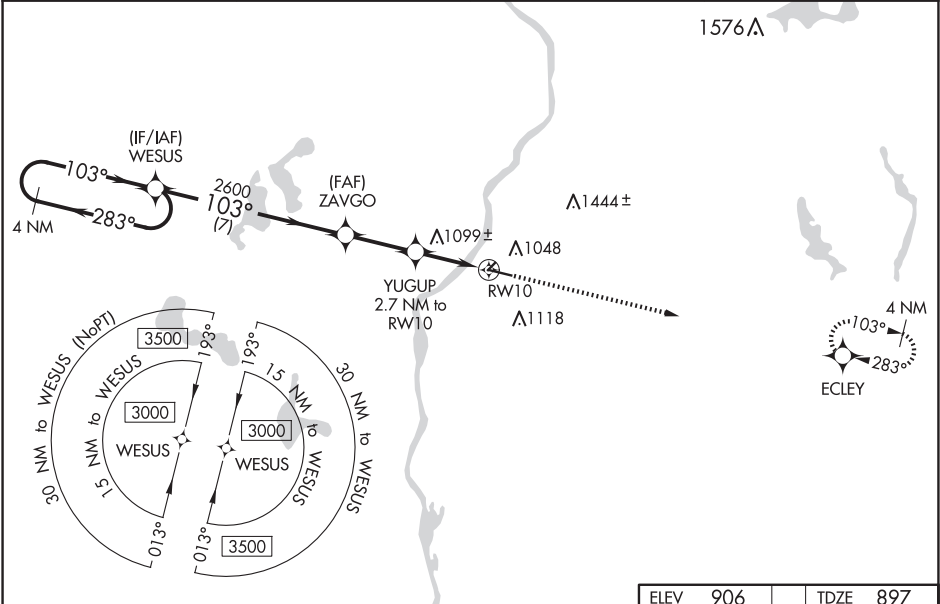 1576
(IF/IAF)
WESUS
103°
283°
4 NM
2600
103°
(7)
(FAF)
ZAVGO
1444±
1099±
1048
YUGUP
2.7 NM to
RW10
RW10
1118
4 NM
103°
283°
ECLEY
30 NM to WESUS (NoPT)
3500
193°
15 NM to WESUS
3000
WESUS
013°
193°
15 NM to WESUS
30 NM to WESUS
3000
WESUS
013°
3500
ELEV 906 TDZE 897